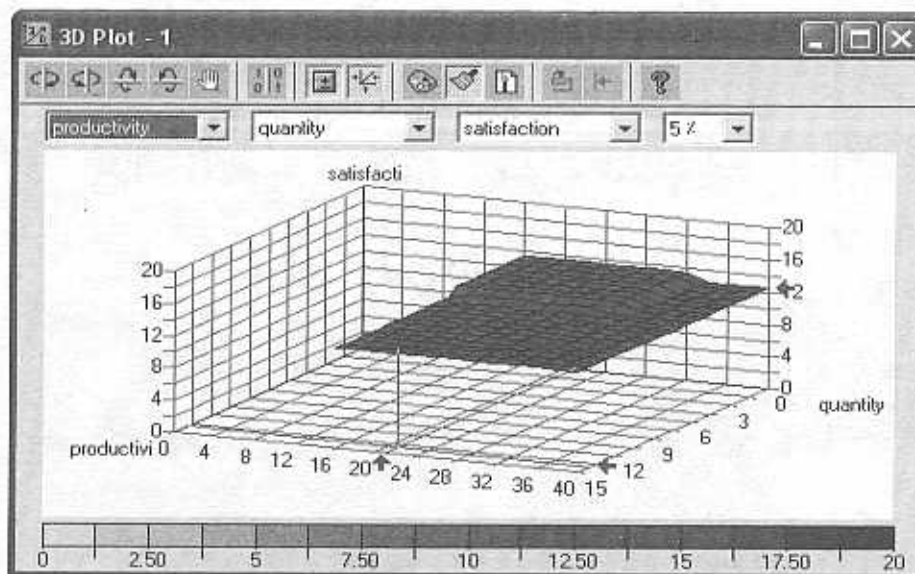 3D Plot - 1
productivity quantity satisfaction 5 %
satisfacti
20
16
12
8
4
0
20
16
2
8
4
0
productivi 0 4 8 12 16 20 24 28 32 36 40
15 12 9 6 3 0
quantity
0 2.50 5 7.50 10 12.50 15 17.50 20